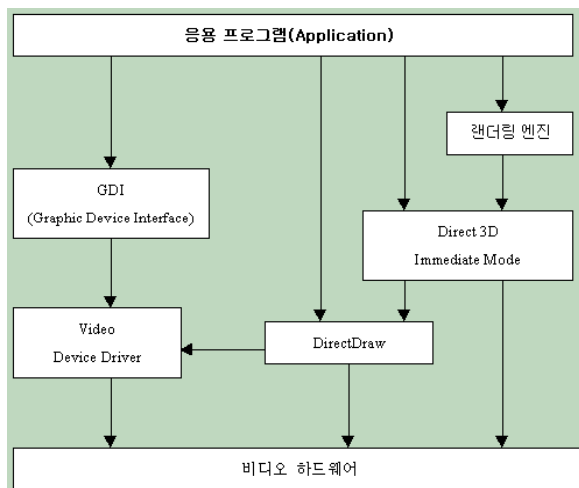 응용 프로그램(Application)
랜더링 엔진
GDI
(Graphic Device Interface)
Direct 3D
Immediate Mode
Video
Device Driver
DirectDraw
비디오 하드웨어